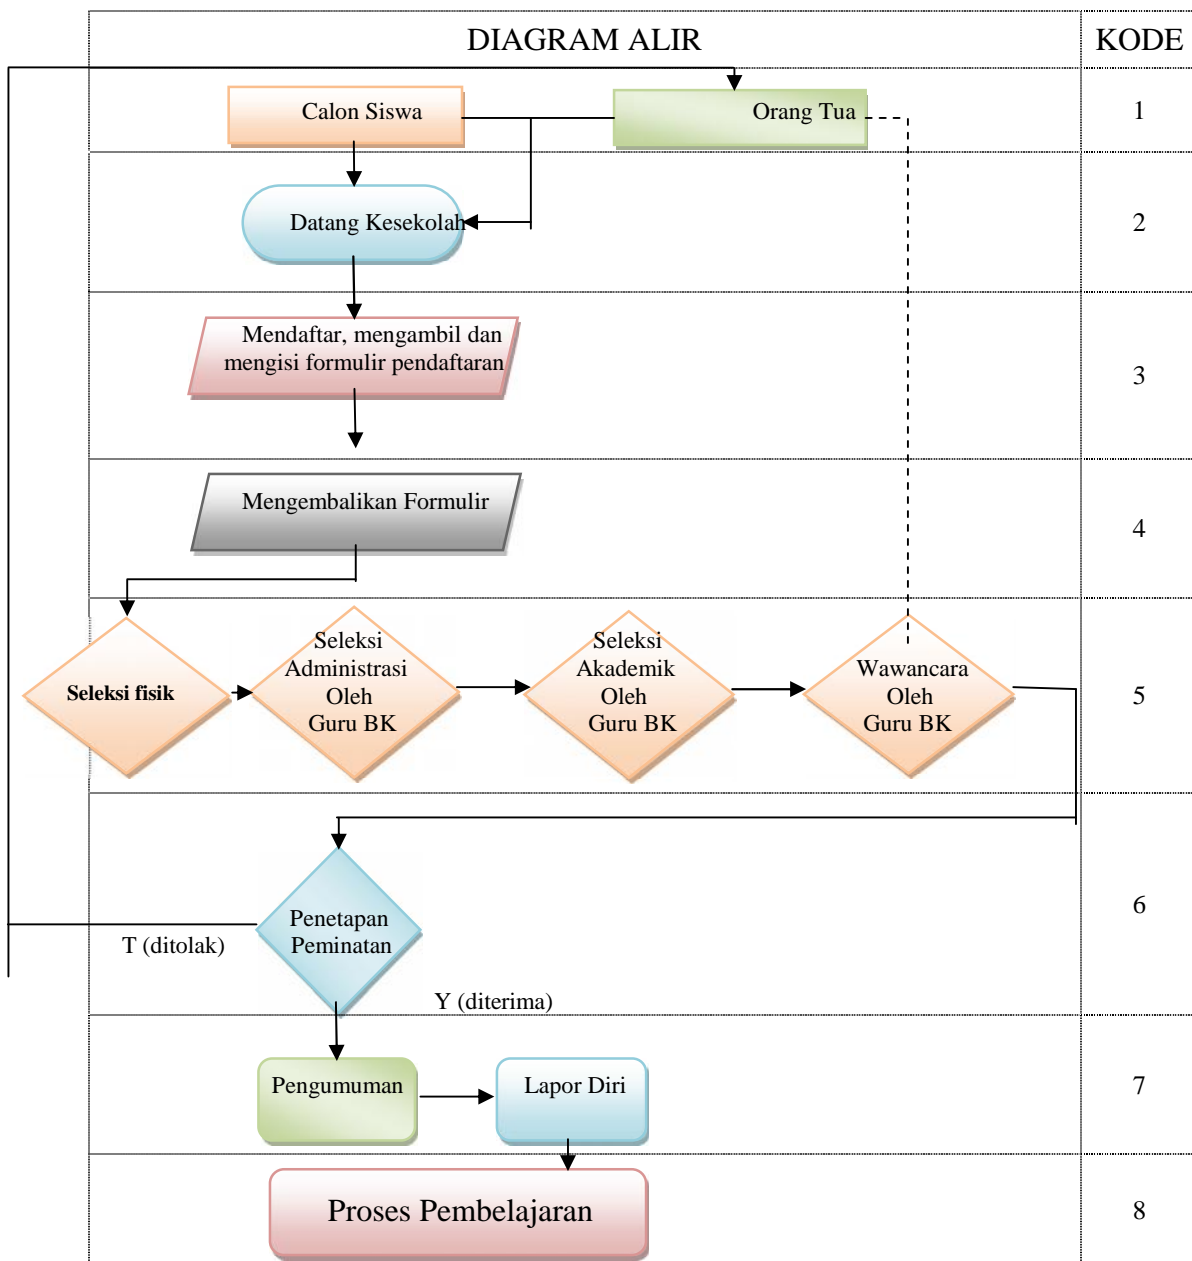 DIAGRAM ALIR
KODE
Calon Siswa
Orang Tua
1
Datang Kesekolah
2
Mendaftar, mengambil dan
mengisi formulir pendaftaran
3
Mengembalikan Formulir
4
Seleksi fisik
Seleksi
Administrasi
Oleh
Guru BK
Seleksi
Akademik
Oleh
Guru BK
Wawancara
Oleh
Guru BK
5
Penetapan
Peminatan
6
T (ditolak)
Y (diterima)
Pengumuman
Lapor Diri
7
Proses Pembelajaran
8